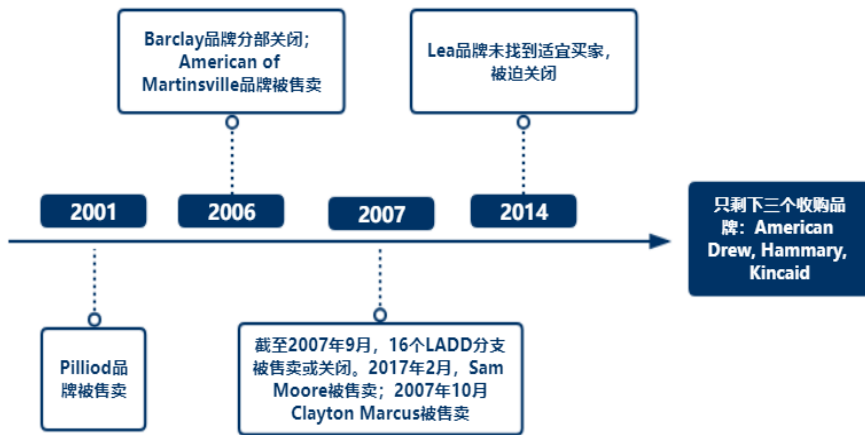 Barclay品牌分部关闭；
American of
Martinsville品牌被售卖
Lea品牌未找到适宜买家，
被迫关闭
2001
2006
2007
2014
只剩下三个收购品
牌：American
Drew, Hammary,
Kincaid
Pilliod品
牌被售卖
截至2007年9月，16个LADD分支
被售卖或关闭。2017年2月，Sam
Moore被售卖；2007年10月
Clayton Marcus被售卖